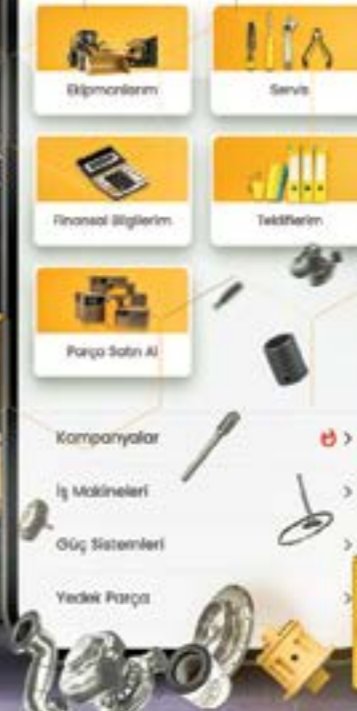 Ekipmanlarım
Servis
Finansal Bilgilerim
Tekliflerim
Parça Satın Al
Kampanyalar
İş Makineleri
Güç Sistemleri
Yedek Parça